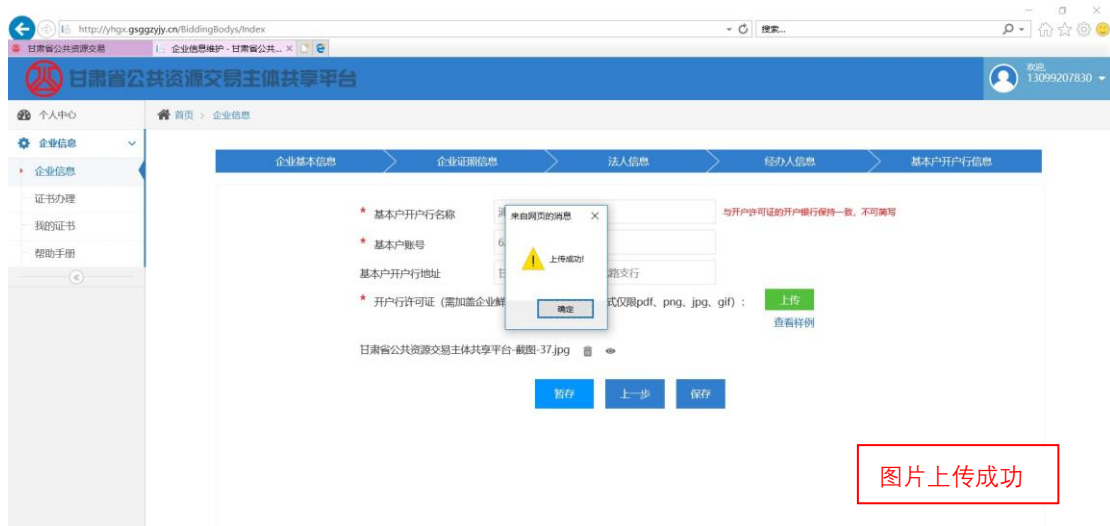 http://yhgx.gsggzyjy.cn/BiddingBodys/Index
搜索...
甘肃省公共资源交易
企业信息维护 - 甘肃省公共...
甘肃省公共资源交易主体共享平台
欢迎,
13099207830
个人中心
首页 > 企业信息
企业信息
企业信息
证书办理
我的证书
帮助手册
企业基本信息
企业证照信息
法人信息
经办人信息
基本户开户行信息
* 基本户开户行名称
与开户许可证的开户银行保持一致，不可简写
* 基本户账号
6
基本户开户行地址
路支行
* 开户行许可证（需加盖企业鲜
式仅限pdf、png、jpg、gif）:
上传
查看样例
来自网页的消息
上传成功!
确定
甘肃省公共资源交易主体共享平台-截图-37.jpg
暂存
上一步
保存
图片上传成功